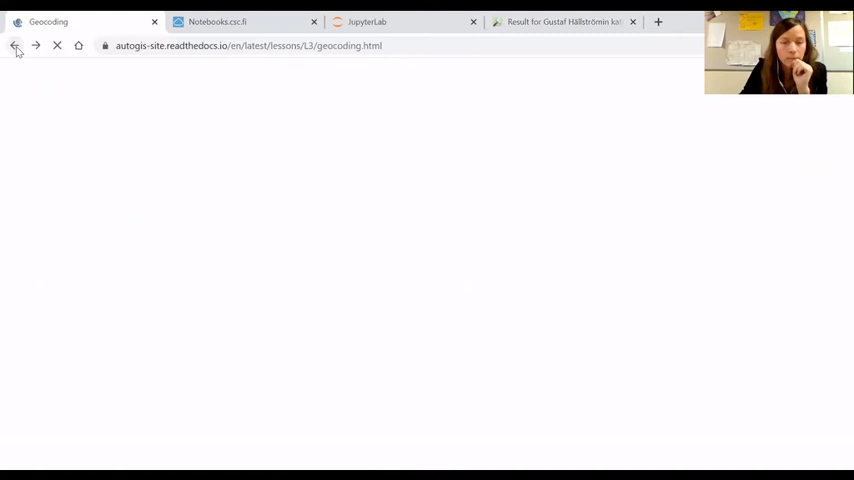 Geocoding
Notebooks.csc.fi
JupyterLab
Result for Gustaf Hällströmin kat
autogis-site.readthedocs.io/en/latest/lessons/L3/geocoding.html